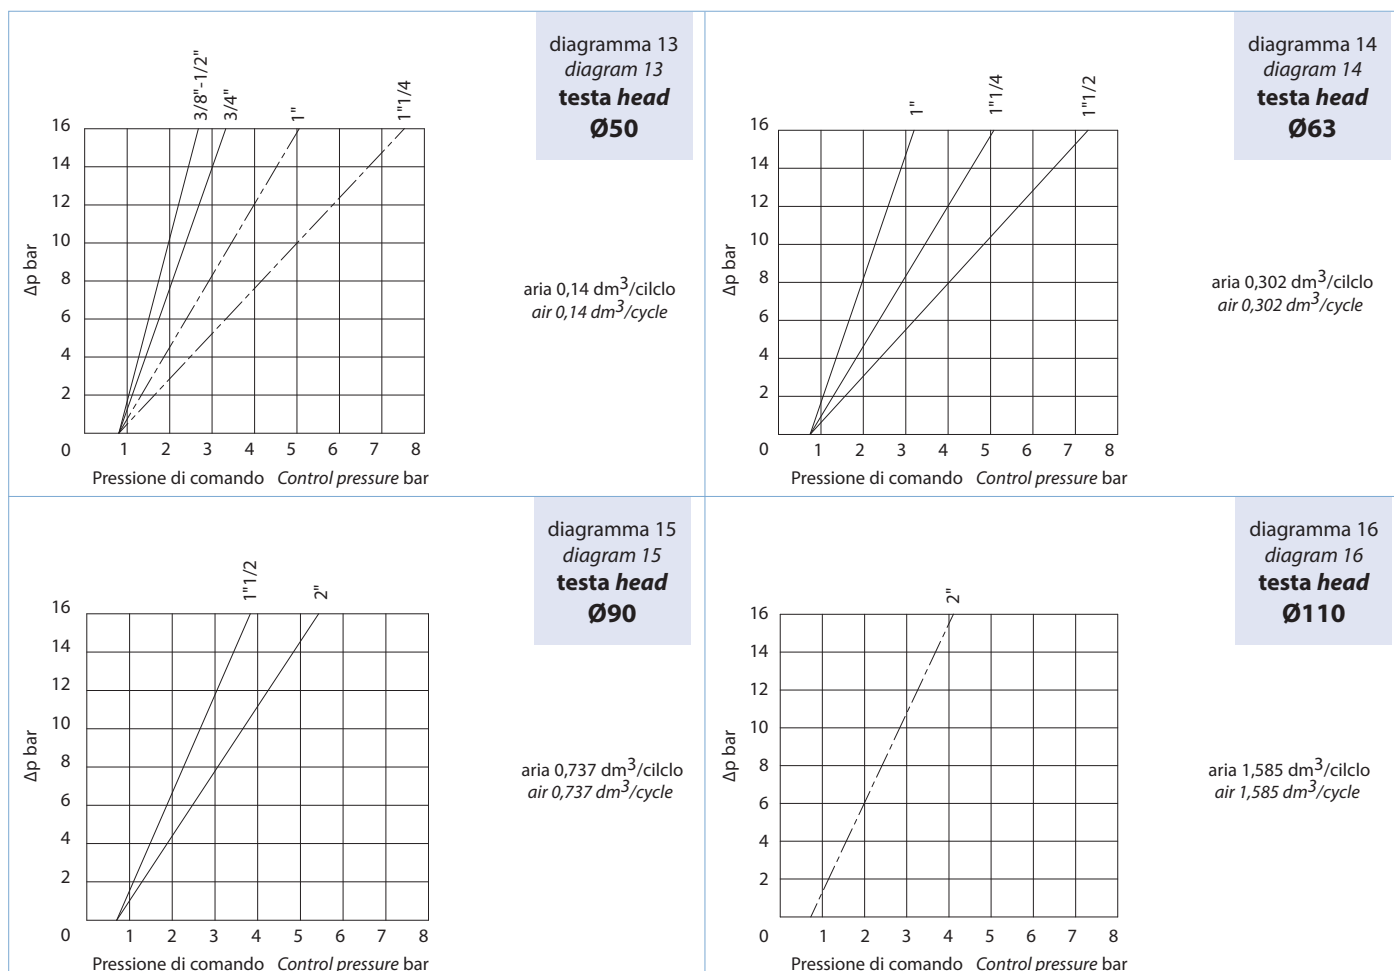 diagramma 13
diagram 13
testa head
Ø50
3/8"-1/2"
3/4"
1"
1"1/4
16
14
12
10
8
6
4
2
0
1 2 3 4 5 6 7 8
Δp bar
Pressione di comando Control pressure bar
aria 0,14 dm³/cilclo
air 0,14 dm³/cycle
diagramma 14
diagram 14
testa head
Ø63
1"
1"1/4
1"1/2
16
14
12
10
8
6
4
2
0
1 2 3 4 5 6 7 8
Δp bar
Pressione di comando Control pressure bar
aria 0,302 dm³/cilclo
air 0,302 dm³/cycle
diagramma 15
diagram 15
testa head
Ø90
1"1/2
2"
16
14
12
10
8
6
4
2
0
1 2 3 4 5 6 7 8
Δp bar
Pressione di comando Control pressure bar
aria 0,737 dm³/cilclo
air 0,737 dm³/cycle
diagramma 16
diagram 16
testa head
Ø110
2"
16
14
12
10
8
6
4
2
0
1 2 3 4 5 6 7 8
Δp bar
Pressione di comando Control pressure bar
aria 1,585 dm³/cilclo
air 1,585 dm³/cycle